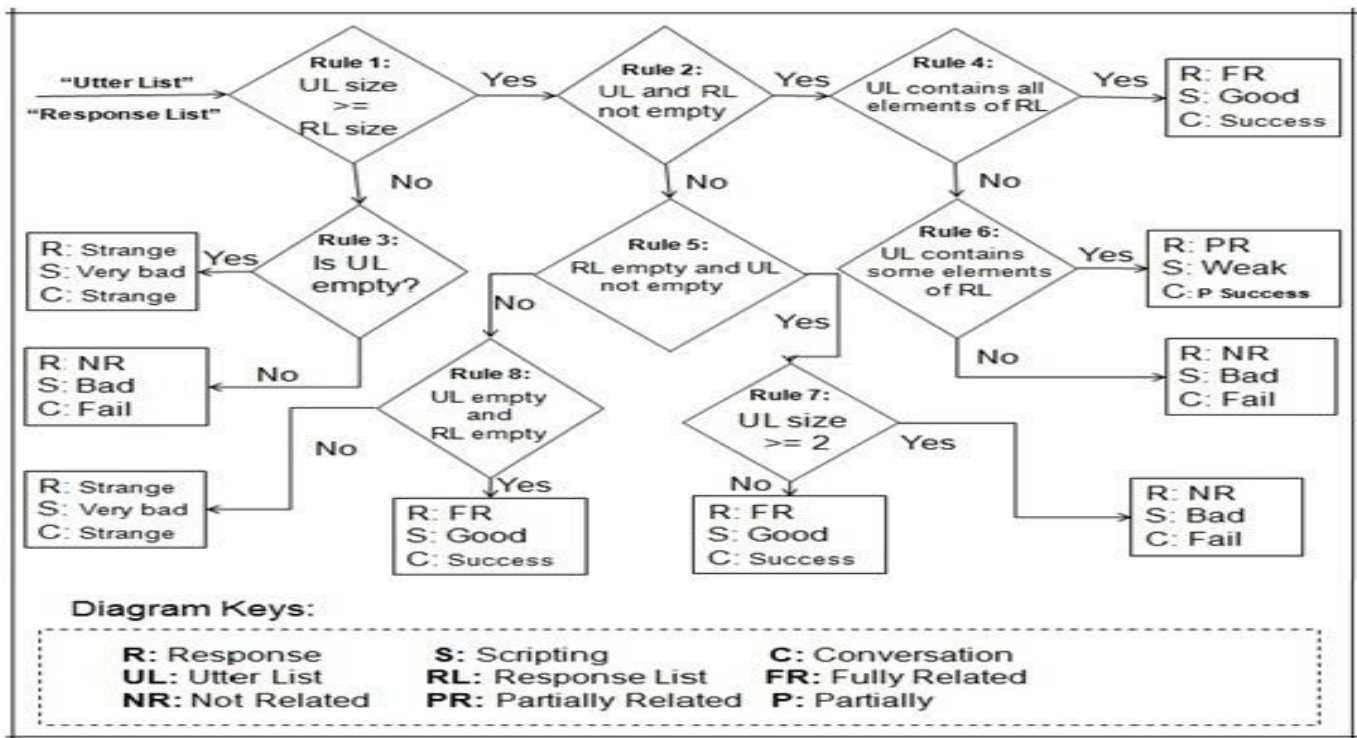 “Utter List”
“Response List”
Rule 1:
UL size
>=
RL size
Yes
No
Rule 2:
UL and RL
not empty
Yes
No
Rule 4:
UL contains all
elements of RL
Yes
No
R: FR
S: Good
C: Success
Rule 3:
Is UL
empty?
Yes
No
R: Strange
S: Very bad
C: Strange
R: NR
S: Bad
C: Fail
Rule 5:
RL empty and UL
not empty
No
Yes
Rule 6:
UL contains
some elements
of RL
No
R: PR
S: Weak
C: P Success
R: NR
S: Bad
C: Fail
Rule 8:
UL empty
and
RL empty
No
Yes
Rule 7:
UL size
>= 2
Yes
No
R: Strange
S: Very bad
C: Strange
R: FR
S: Good
C: Success
R: FR
S: Good
C: Success
R: NR
S: Bad
C: Fail
Diagram Keys:
R: Response S: Scripting C: Conversation
UL: Utter List RL: Response List FR: Fully Related
NR: Not Related PR: Partially Related P: Partially